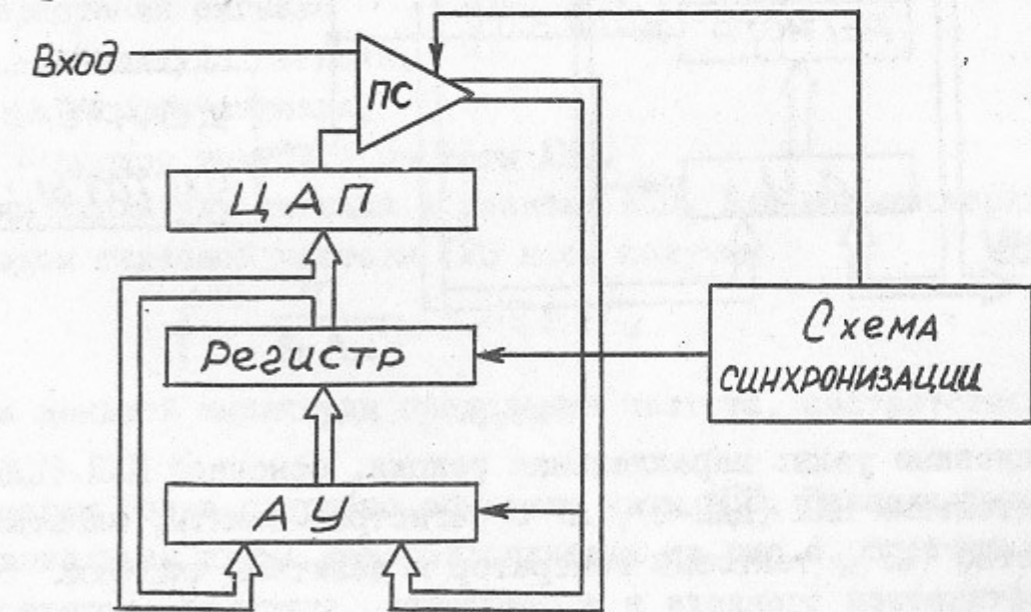 Вход
ПС
ЦАП
Регистр
Схема
синхронизации
АУ